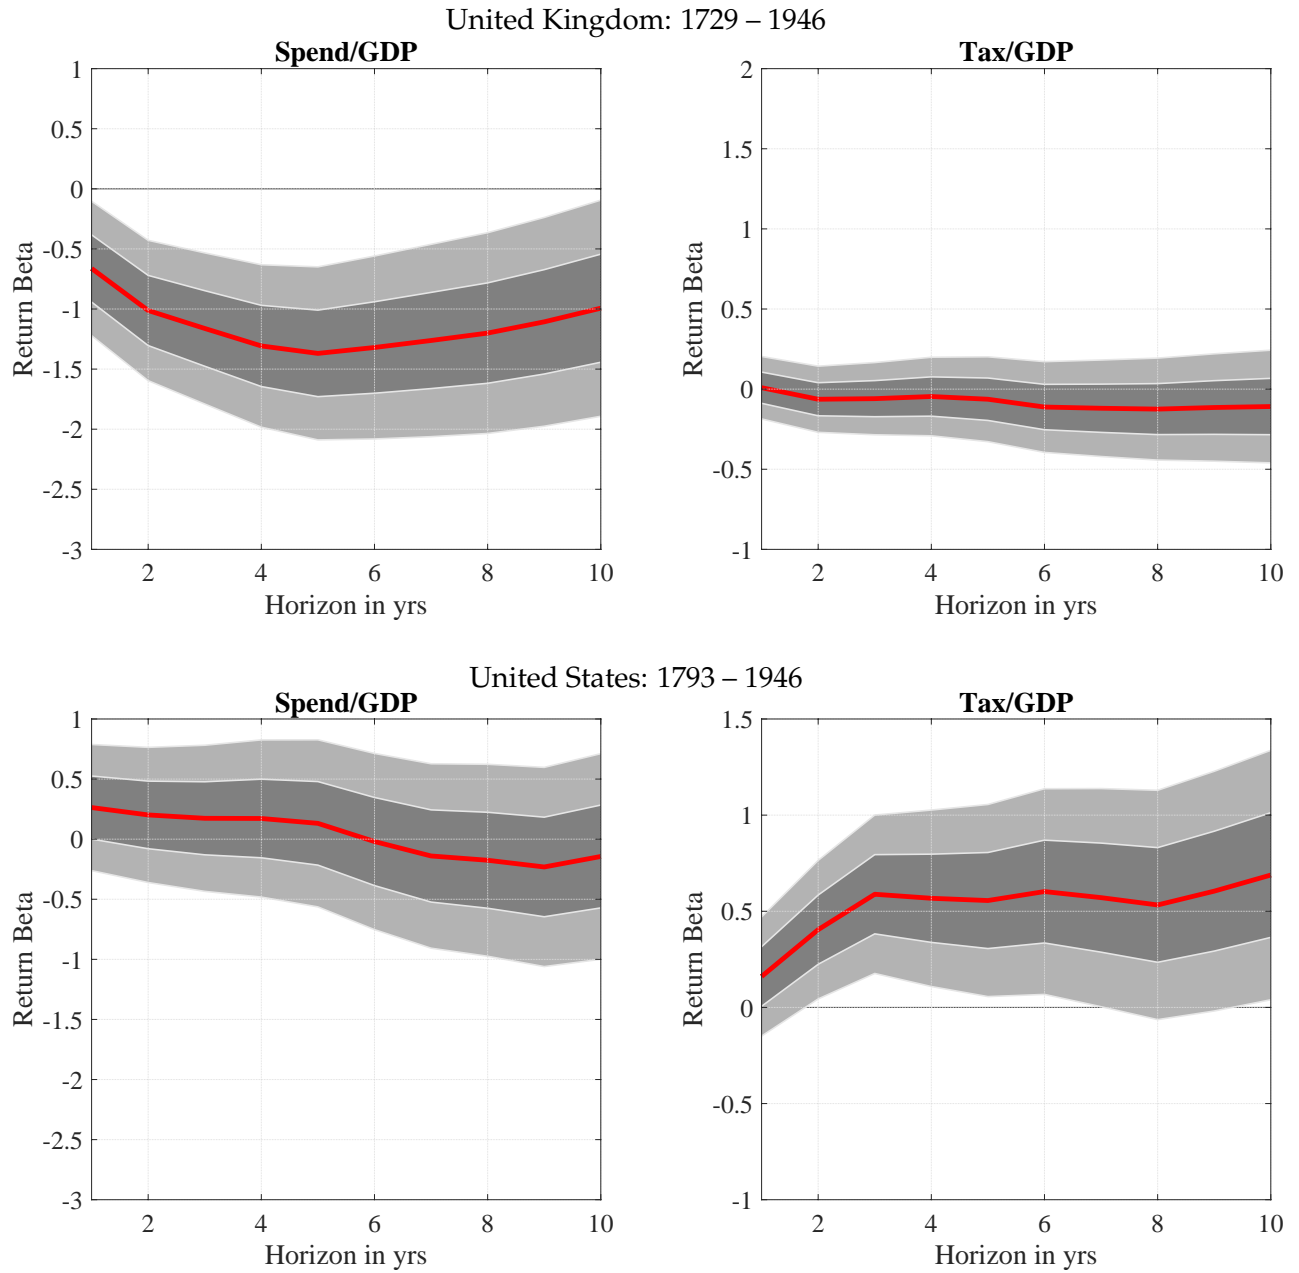 United Kingdom: 1729 – 1946
Spend/GDP
1
0.5
0
-0.5
-1
-1.5
-2
-2.5
-3
Return Beta
2 4 6 8 10
Horizon in yrs
Tax/GDP
2
1.5
1
0.5
0
-0.5
-1
Return Beta
2 4 6 8 10
Horizon in yrs
United States: 1793 – 1946
Spend/GDP
1
0.5
0
-0.5
-1
-1.5
-2
-2.5
-3
Return Beta
2 4 6 8 10
Horizon in yrs
Tax/GDP
1.5
1
0.5
0
-0.5
-1
Return Beta
2 4 6 8 10
Horizon in yrs